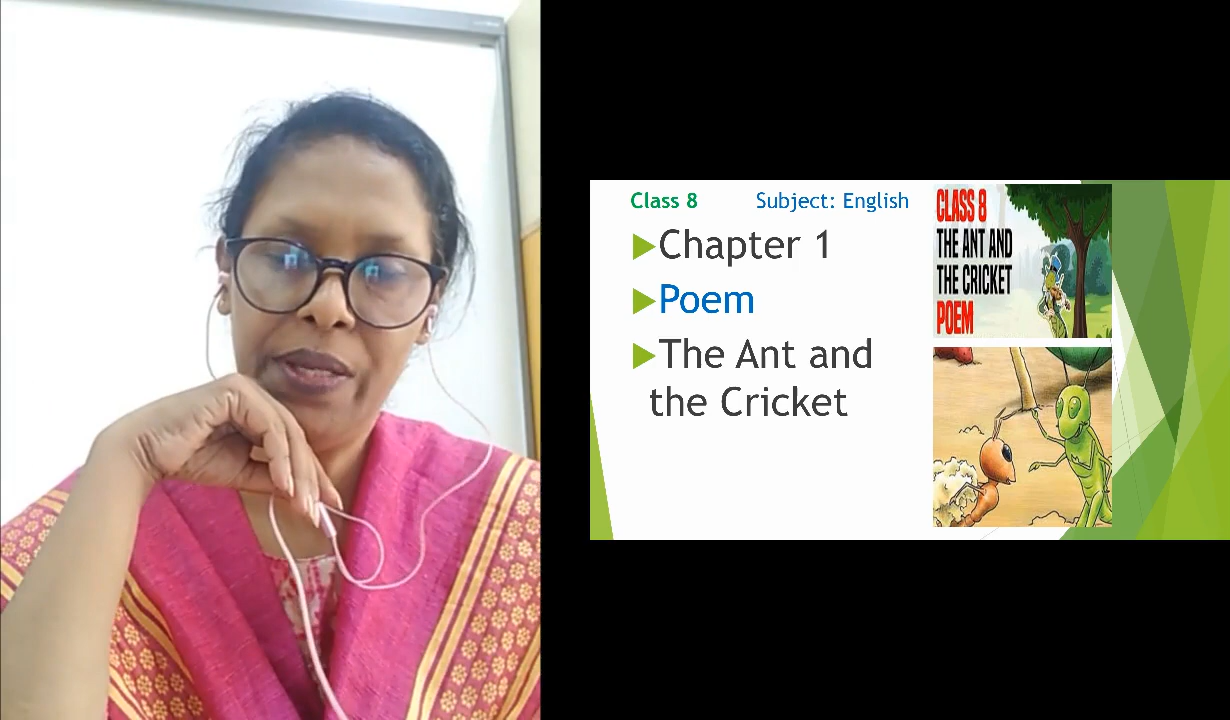 Class 8 Subject: English
Chapter 1
Poem
The Ant and
the Cricket
CLASS 8
THE ANT AND
THE CRICKET
POEM